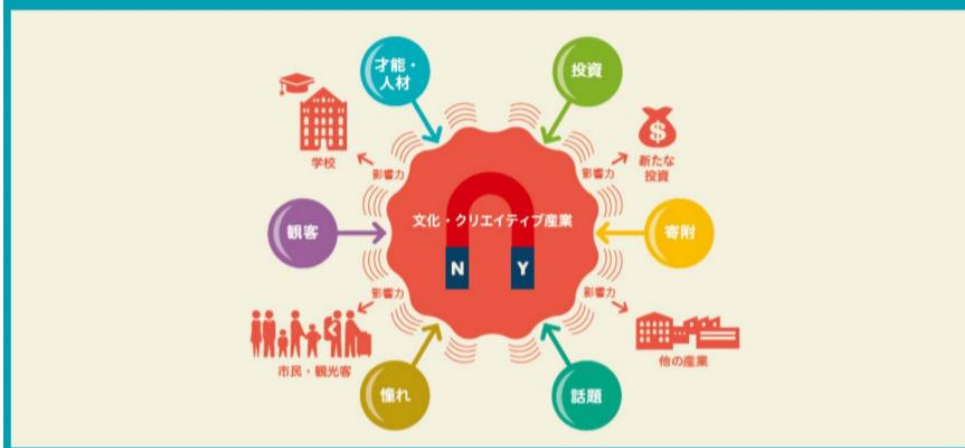 才能・
人材
投資
学校
影響力
影響力
新たな
投資
文化・クリエイティブ産業
観客
寄附
N Y
影響力
影響力
市民・観光客
他の産業
憧れ
話題